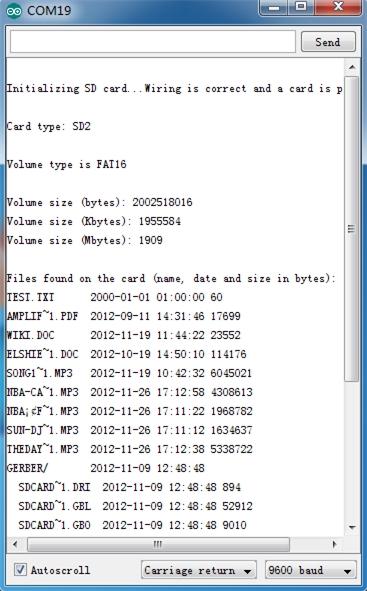 COM19
Send
Initializing SD card...Wiring is correct and a card is p
Card type: SD2
Volume type is FAT16
Volume size (bytes): 2002518016
Volume size (Kbytes): 1955584
Volume size (Mbytes): 1909
Files found on the card (name, date and size in bytes):
TEST.TXT 2000-01-01 01:00:00 60
AMPLIF~1.PDF 2012-09-11 14:31:46 17699
WIKI.DOC 2012-11-19 11:44:22 23552
ELSHIE~1.DOC 2012-10-19 14:50:10 114176
SONG1~1.MP3 2012-11-19 10:42:32 6045021
NBA-CA~1.MP3 2012-11-26 17:12:58 4308613
NBA¡¢F~1.MP3 2012-11-26 17:11:22 1968782
SUN-DJ~1.MP3 2012-11-26 17:11:12 1634637
THEDAY~1.MP3 2012-11-26 17:12:38 5338722
GERBER/ 2012-11-09 12:48:48
SDCARD~1.DRI 2012-11-09 12:48:48 894
SDCARD~1.GBL 2012-11-09 12:48:48 52912
SDCARD~1.GBO 2012-11-09 12:48:48 9010
Autoscroll
Carriage return
9600 baud